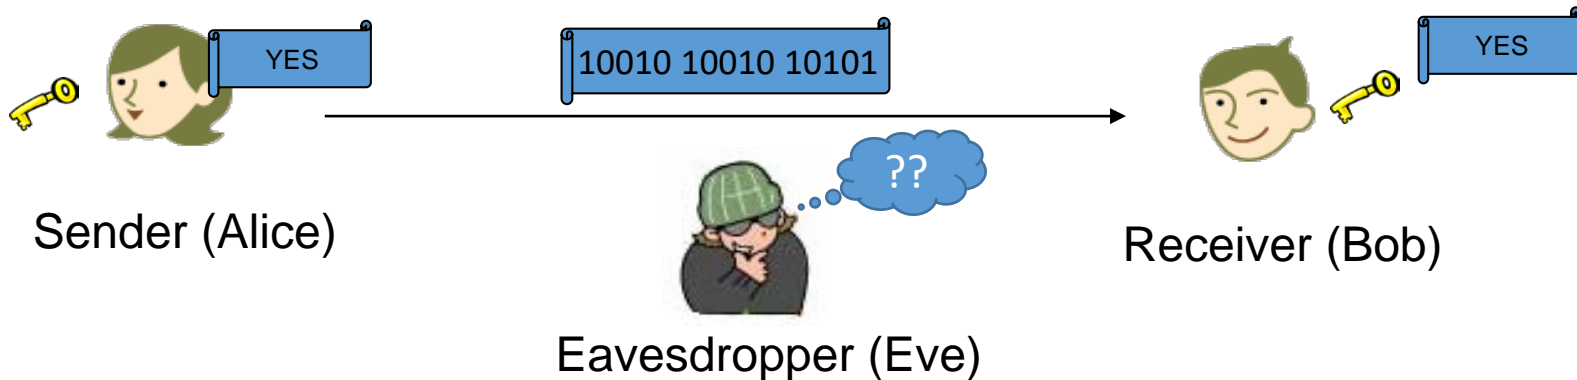 YES
10010 10010 10101
YES
??
Sender (Alice)
Receiver (Bob)
Eavesdropper (Eve)